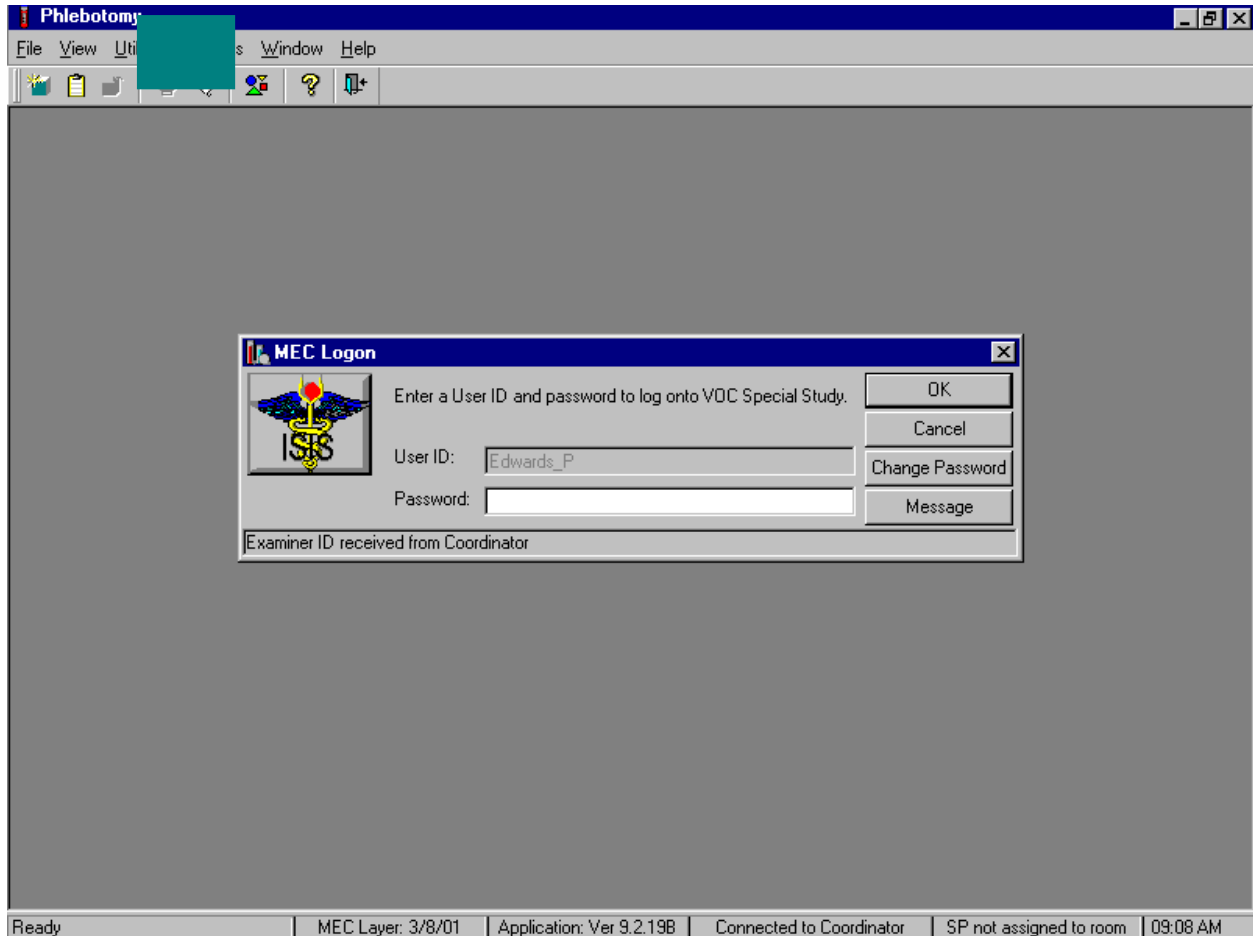 Phlebotomy
File View Uti s Window Help
MEC Logon
Enter a User ID and password to log onto VOC Special Study.
OK
Cancel
ISIS
User ID: Edwards_P
Change Password
Password:
Message
Examiner ID received from Coordinator
Ready MEC Layer: 3/8/01 Application: Ver 9.2.19B Connected to Coordinator SP not assigned to room 09:08 AM